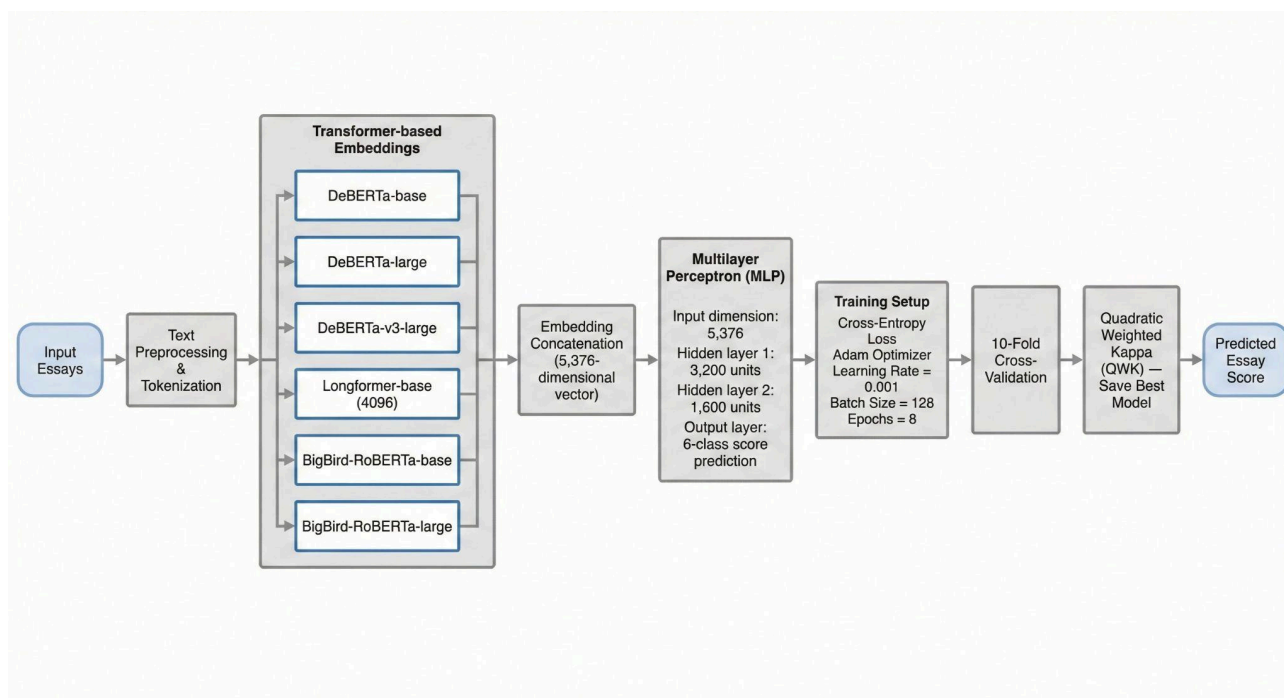 Input
Essays
Text
Preprocessing
&
Tokenization
Transformer-based
Embeddings
DeBERTa-base
DeBERTa-large
DeBERTa-v3-large
Longformer-base
(4096)
BigBird-RoBERTa-base
BigBird-RoBERTa-large
Embedding
Concatenation
(5,376-
dimensional
vector)
Multilayer
Perceptron (MLP)
Input dimension:
5,376
Hidden layer 1:
3,200 units
Hidden layer 2:
1,600 units
Output layer:
6-class score
prediction
Training Setup
Cross-Entropy
Loss
Adam Optimizer
Learning Rate =
0.001
Batch Size = 128
Epochs = 8
10-Fold
Cross-
Validation
Quadratic
Weighted
Kappa
(QWK) —
Save Best
Model
Predicted
Essay
Score